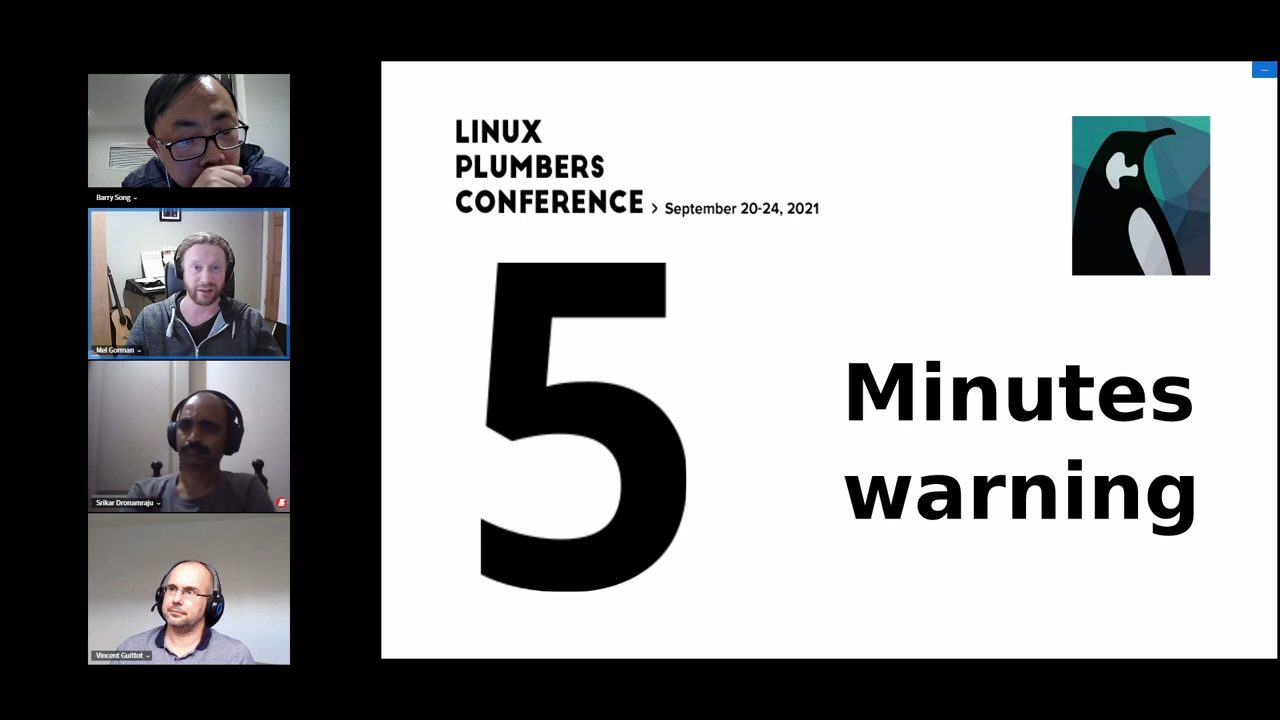 Barry Song
Mel Gorman
Srikar Dronamraju
Vincent Guittot
LINUX
PLUMBERS
CONFERENCE > September 20-24, 2021
5
Minutes
warning